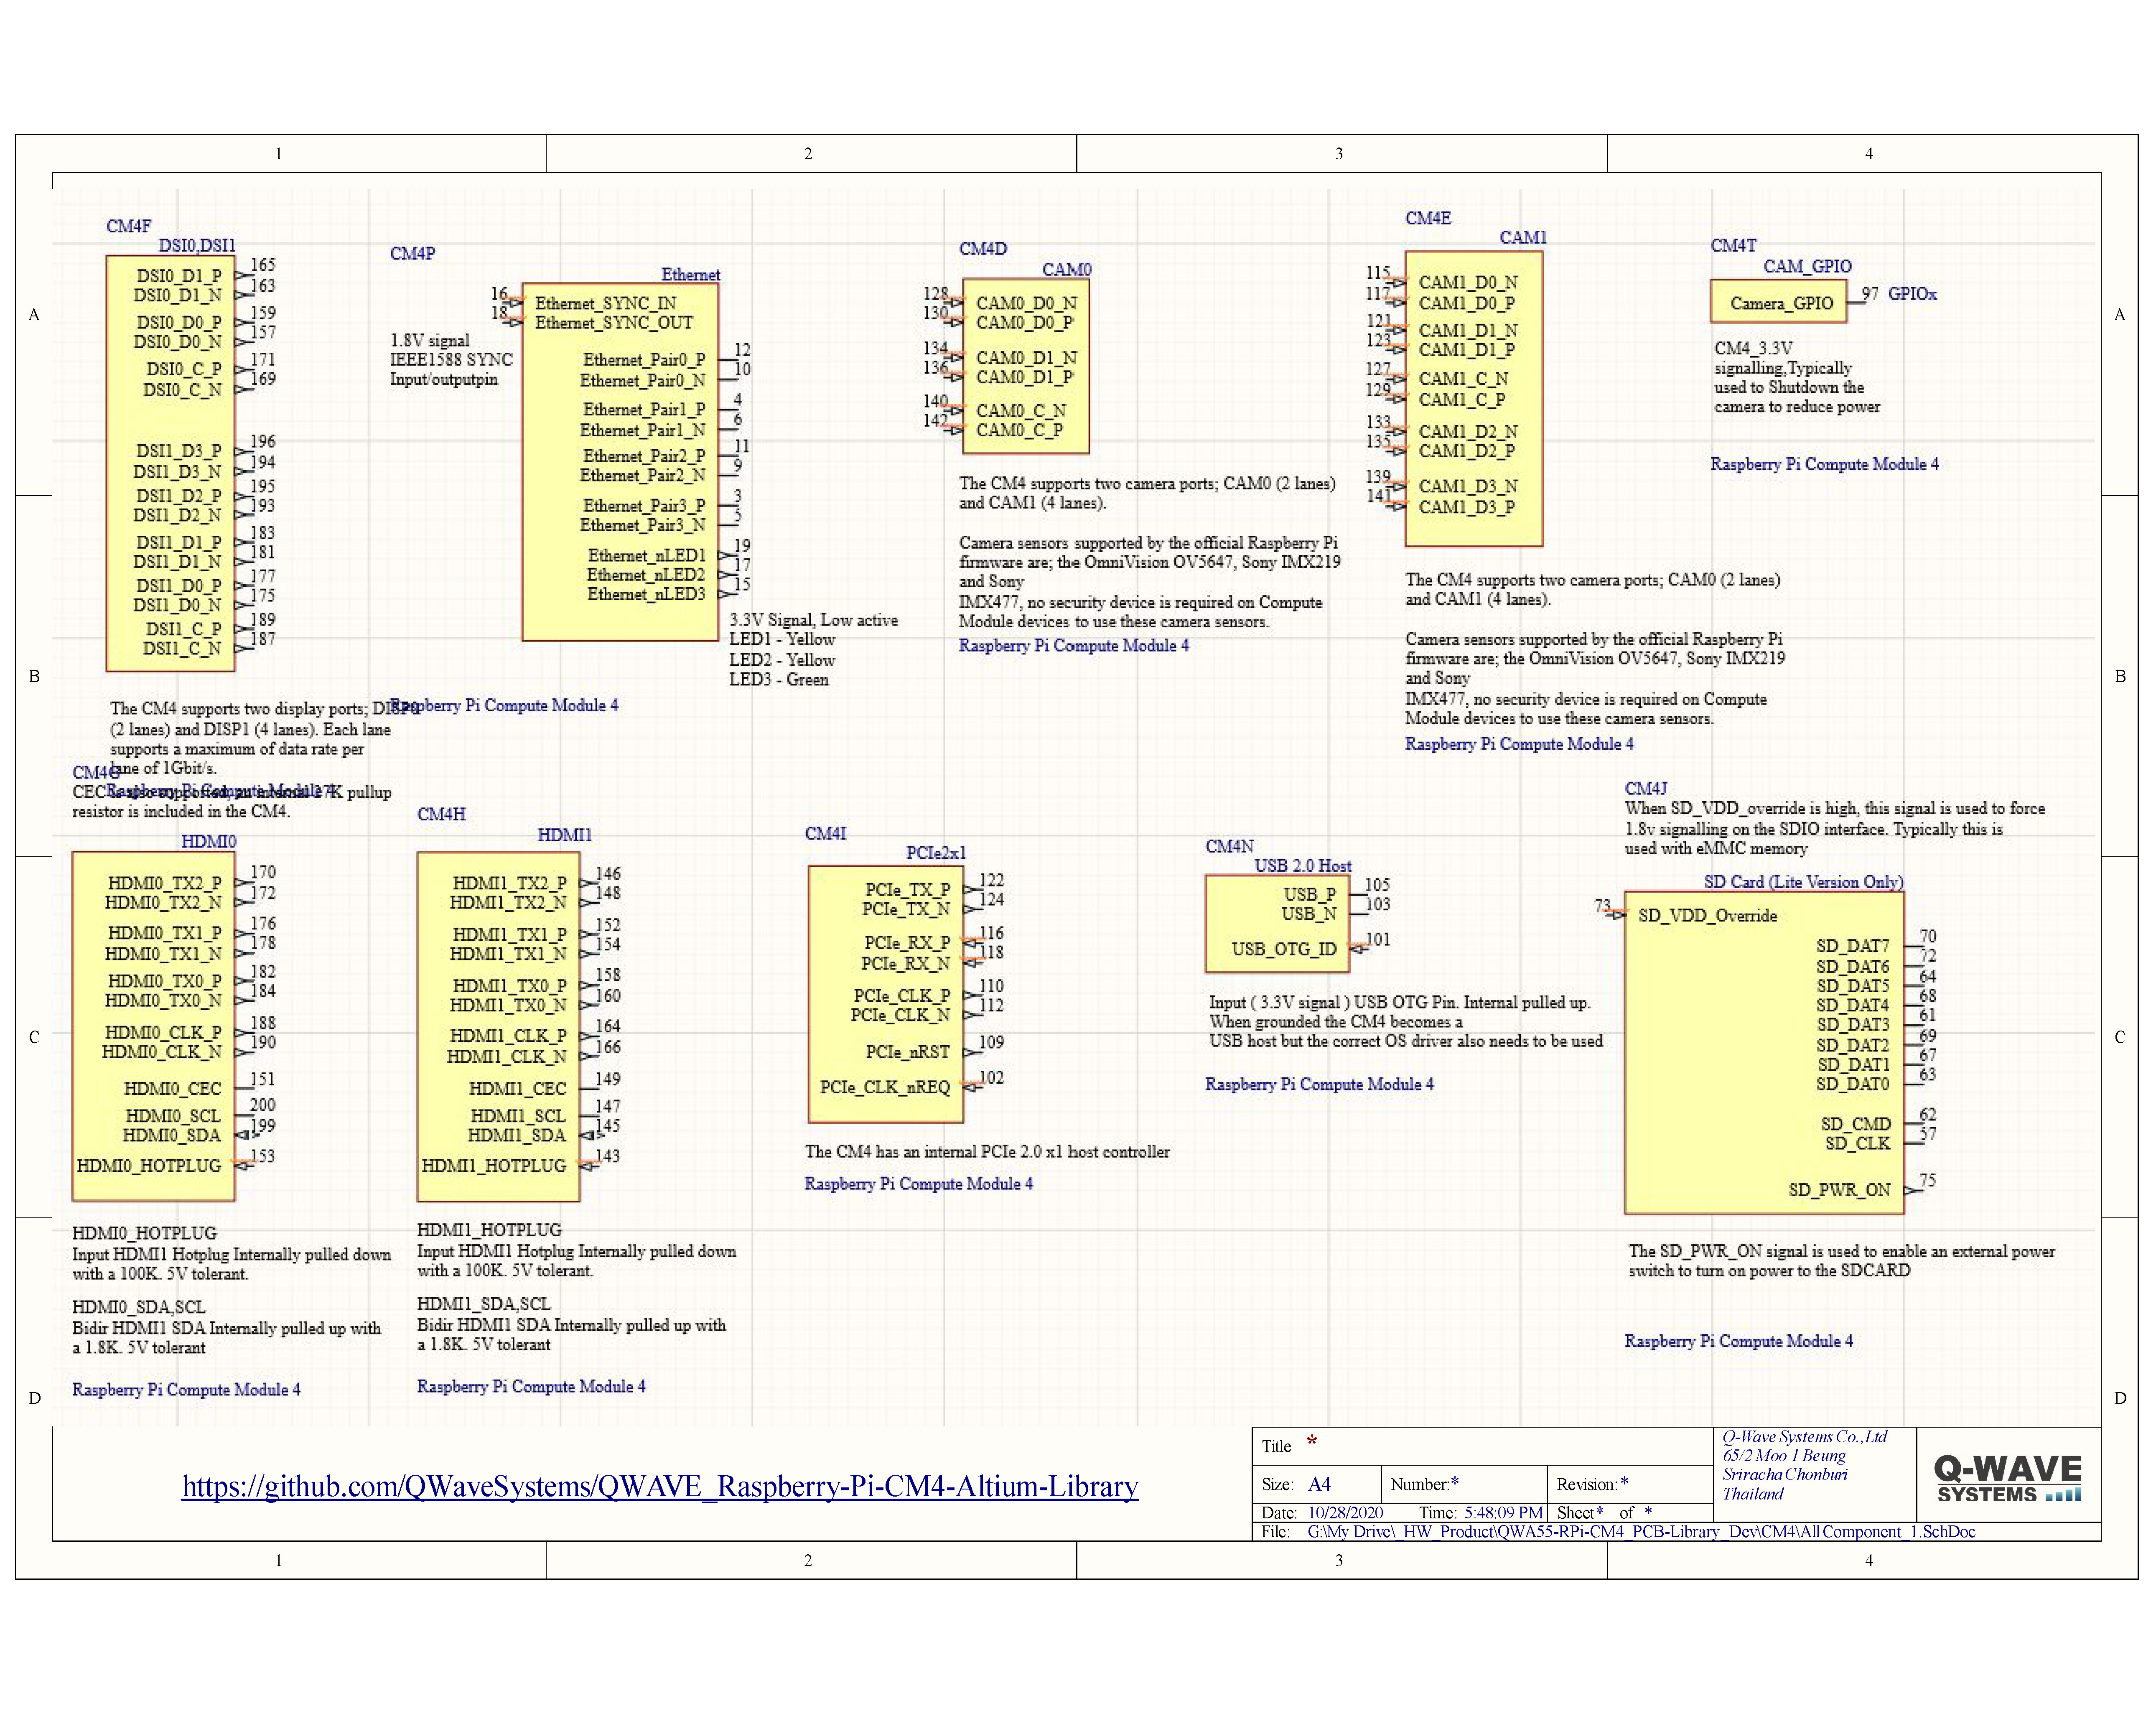 1 2 3 4
A
B
C
D
A
B
C
D
CM4F
DSI0,DSI1
DSI0_D1_P 165
DSI0_D1_N 163
DSI0_D0_P 159
DSI0_D0_N 157
DSI0_C_P 171
DSI0_C_N 169
DSI1_D3_P 196
DSI1_D3_N 194
DSI1_D2_P 195
DSI1_D2_N 193
DSI1_D1_P 183
DSI1_D1_N 181
DSI1_D0_P 177
DSI1_D0_N 175
DSI1_C_P 189
DSI1_C_N 187
The CM4 supports two display ports; DISP0
(2 lanes) and DISP1 (4 lanes). Each lane
supports a maximum of data rate per
lane of 1Gbit/s.
Raspberry Pi Compute Module 4
CM4P
Ethernet
16 Ethernet_SYNC_IN
18 Ethernet_SYNC_OUT
1.8V signal
IEEE1588 SYNC
Input/outputpin
Ethernet_Pair0_P 12
Ethernet_Pair0_N 10
Ethernet_Pair1_P 4
Ethernet_Pair1_N 6
Ethernet_Pair2_P 11
Ethernet_Pair2_N 9
Ethernet_Pair3_P 3
Ethernet_Pair3_N 5
Ethernet_nLED1 19
Ethernet_nLED2 17
Ethernet_nLED3 15
3.3V Signal, Low active
LED1 - Yellow
LED2 - Yellow
LED3 - Green
Raspberry Pi Compute Module 4
CM4D
CAM0
128 CAM0_D0_N
130 CAM0_D0_P
134 CAM0_D1_N
136 CAM0_D1_P
140 CAM0_C_N
142 CAM0_C_P
The CM4 supports two camera ports; CAM0 (2 lanes)
and CAM1 (4 lanes).
Camera sensors supported by the official Raspberry Pi
firmware are; the OmniVision OV5647, Sony IMX219
and Sony
IMX477, no security device is required on Compute
Module devices to use these camera sensors.
Raspberry Pi Compute Module 4
CM4E
CAM1
115 CAM1_D0_N
117 CAM1_D0_P
121 CAM1_D1_N
123 CAM1_D1_P
127 CAM1_C_N
129 CAM1_C_P
133 CAM1_D2_N
135 CAM1_D2_P
139 CAM1_D3_N
141 CAM1_D3_P
The CM4 supports two camera ports; CAM0 (2 lanes)
and CAM1 (4 lanes).
Camera sensors supported by the official Raspberry Pi
firmware are; the OmniVision OV5647, Sony IMX219
and Sony
IMX477, no security device is required on Compute
Module devices to use these camera sensors.
Raspberry Pi Compute Module 4
CM4T
CAM_GPIO
Camera_GPIO 97 GPIOx
CM4_3.3V
signalling,Typically
used to Shutdown the
camera to reduce power
Raspberry Pi Compute Module 4
CM4G
CEC is also supported, an internal 27K pullup
resistor is included in the CM4.
HDMI0
HDMI0_TX2_P 170
HDMI0_TX2_N 172
HDMI0_TX1_P 176
HDMI0_TX1_N 178
HDMI0_TX0_P 182
HDMI0_TX0_N 184
HDMI0_CLK_P 188
HDMI0_CLK_N 190
HDMI0_CEC 151
HDMI0_SCL 200
HDMI0_SDA 199
HDMI0_HOTPLUG 153
HDMI0_HOTPLUG
Input HDMI1 Hotplug Internally pulled down
with a 100K. 5V tolerant.
HDMI0_SDA,SCL
Bidir HDMI1 SDA Internally pulled up with
a 1.8K. 5V tolerant
Raspberry Pi Compute Module 4
CM4H
HDMI1
HDMI1_TX2_P 146
HDMI1_TX2_N 148
HDMI1_TX1_P 152
HDMI1_TX1_N 154
HDMI1_TX0_P 158
HDMI1_TX0_N 160
HDMI1_CLK_P 164
HDMI1_CLK_N 166
HDMI1_CEC 149
HDMI1_SCL 147
HDMI1_SDA 145
HDMI1_HOTPLUG 143
HDMI1_HOTPLUG
Input HDMI1 Hotplug Internally pulled down
with a 100K. 5V tolerant.
HDMI1_SDA,SCL
Bidir HDMI1 SDA Internally pulled up with
a 1.8K. 5V tolerant
Raspberry Pi Compute Module 4
CM4I
PCIe2x1
PCIe_TX_P 122
PCIe_TX_N 124
PCIe_RX_P 116
PCIe_RX_N 118
PCIe_CLK_P 110
PCIe_CLK_N 112
PCIe_nRST 109
PCIe_CLK_nREQ 102
The CM4 has an internal PCIe 2.0 x1 host controller
Raspberry Pi Compute Module 4
CM4N
USB 2.0 Host
USB_P 105
USB_N 103
USB_OTG_ID 101
Input ( 3.3V signal ) USB OTG Pin. Internal pulled up.
When grounded the CM4 becomes a
USB host but the correct OS driver also needs to be used
Raspberry Pi Compute Module 4
CM4J
When SD_VDD_override is high, this signal is used to force
1.8v signalling on the SDIO interface. Typically this is
used with eMMC memory
SD Card (Lite Version Only)
73 SD_VDD_Override
SD_DAT7 70
SD_DAT6 72
SD_DAT5 64
SD_DAT4 68
SD_DAT3 61
SD_DAT2 69
SD_DAT1 67
SD_DAT0 63
SD_CMD 62
SD_CLK 57
SD_PWR_ON 75
The SD_PWR_ON signal is used to enable an external power
switch to turn on power to the SDCARD
Raspberry Pi Compute Module 4
https://github.com/QWaveSystems/QWAVE_Raspberry-Pi-CM4-Altium-Library
Title *
Size: A4 Number:* Revision:*
Date: 10/28/2020 Time: 5:48:09 PM Sheet* of *
File: G:\My Drive\_HW_Product\QWA55-RPi-CM4_PCB-Library_Dev\CM4\All Component_1.SchDoc
Q-Wave Systems Co.,Ltd
65/2 Moo 1 Beung
Sriracha Chonburi
Thailand
Q-WAVE
SYSTEMS
1 2 3 4